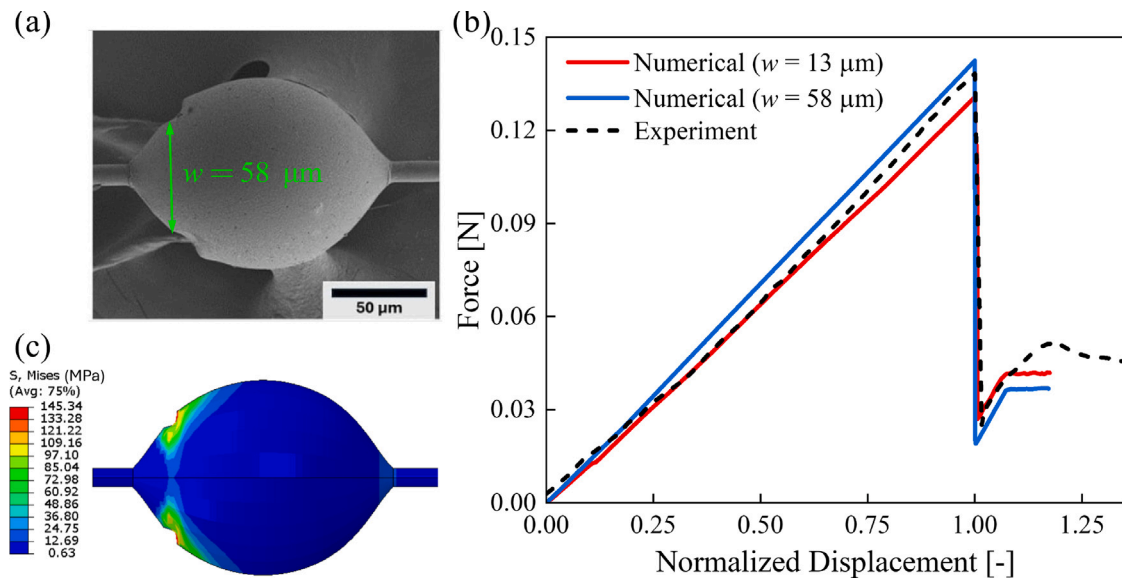 (a)
w = 58 μm
50 μm
(b)
0.15
0.12
0.09
0.06
0.03
0.00
Force [N]
Numerical (w = 13 μm)
Numerical (w = 58 μm)
Experiment
0.00 0.25 0.50 0.75 1.00 1.25
Normalized Displacement [-]
(c)
S, Mises (MPa)
(Avg: 75%)
145.34
133.28
121.22
109.16
97.10
85.04
72.98
60.92
48.86
36.80
24.75
12.69
0.63